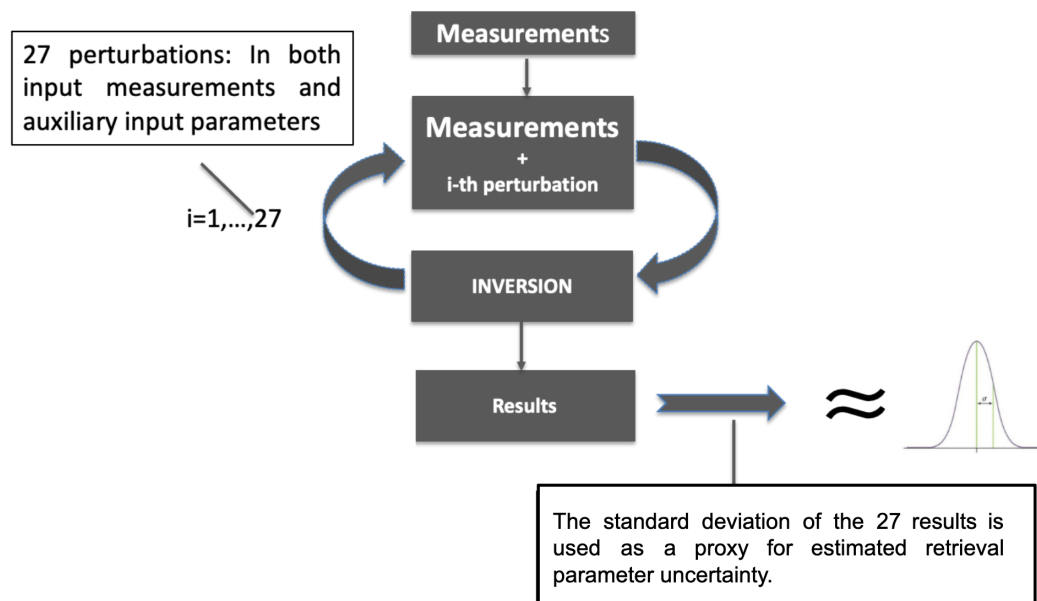 Measurements
27 perturbations: In both
input measurements and
auxiliary input parameters
Measurements
+
i-th perturbation
i=1,...,27
INVERSION
Results
σ
The standard deviation of the 27 results is
used as a proxy for estimated retrieval
parameter uncertainty.